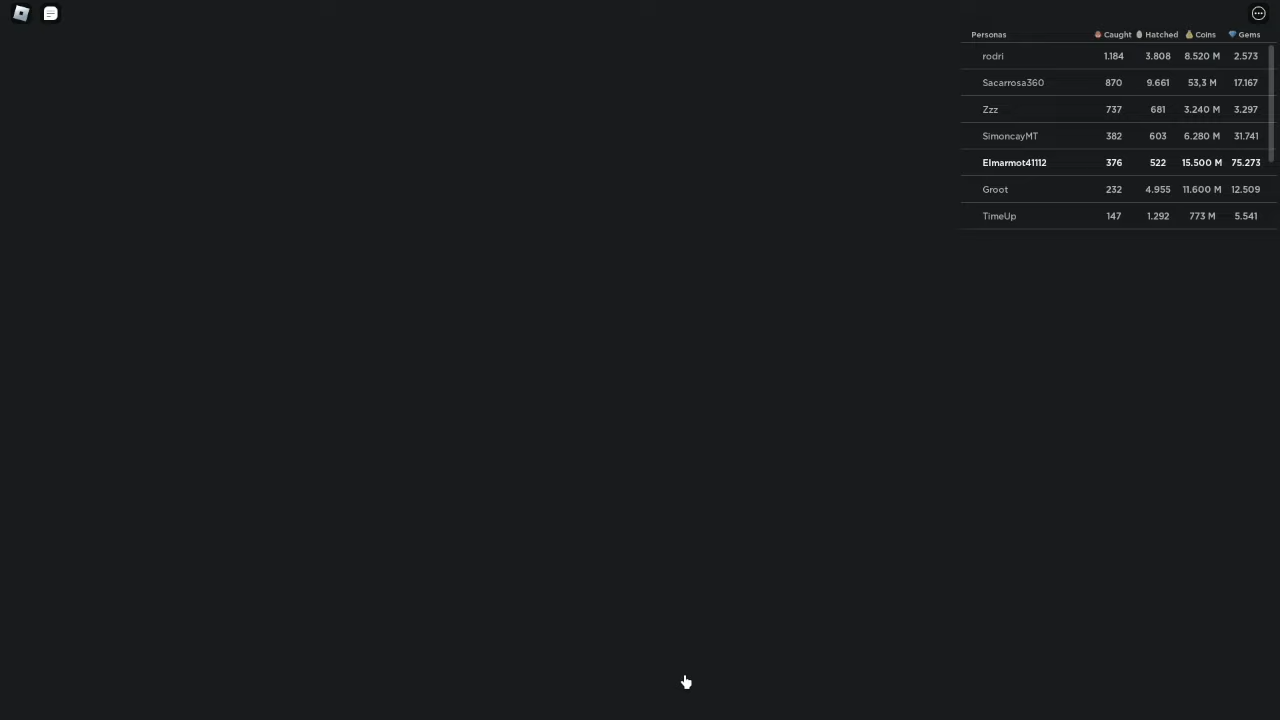 Personas Caught Hatched Coins Gems
rodri 1.184 3.808 8.520 M 2.573
Sacarrosa360 870 9.661 53,3 M 17.167
Zzz 737 681 3.240 M 3.297
SimoncayMT 382 603 6.280 M 31.741
Elmarmot41112 376 522 15.500 M 75.273
Groot 232 4.955 11.600 M 12.509
TimeUp 147 1.292 773 M 5.541